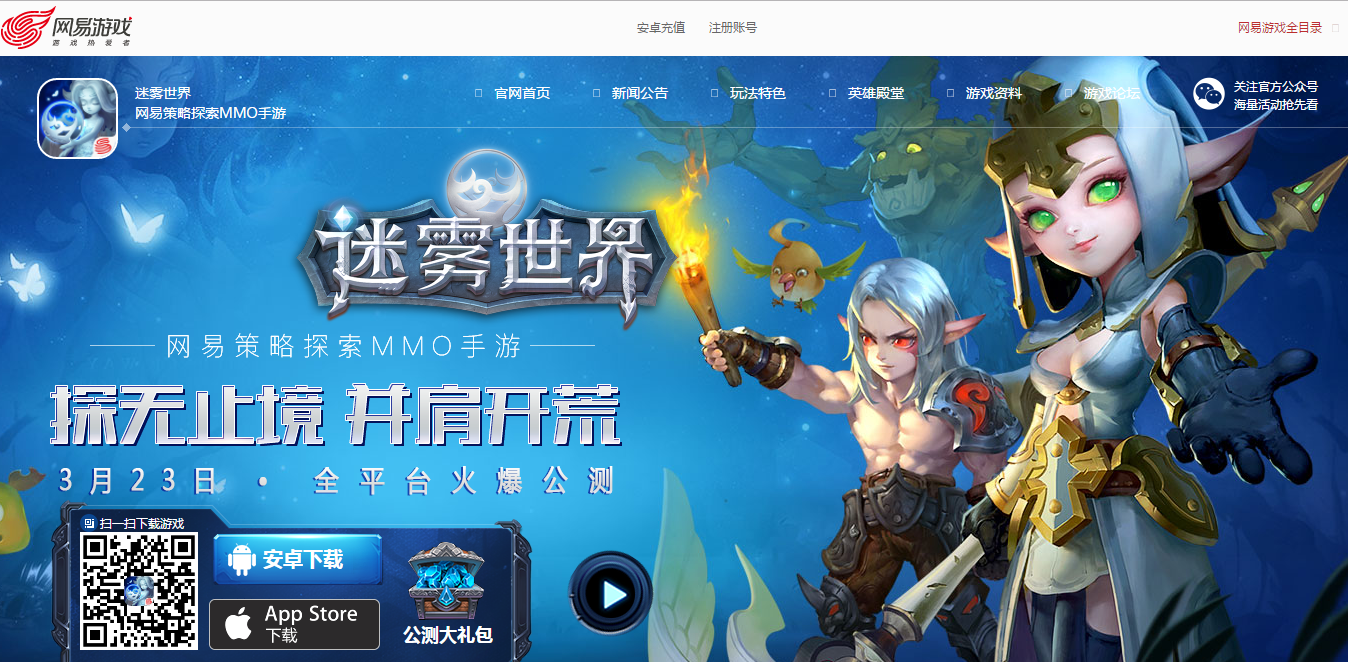 网易游戏
游戏热爱者
安卓充值 注册账号
网易游戏全目录
迷雾世界
网易策略探索MMO手游
官网首页 新闻公告 玩法特色 英雄殿堂 游戏资料 游戏论坛
关注官方公众号
海量活动抢先看
迷雾世界
网易策略探索MMO手游
探无止境 并肩开荒
3月23日 · 全平台火爆公测
扫一扫下载游戏
安卓下载
App Store
下载
公测大礼包